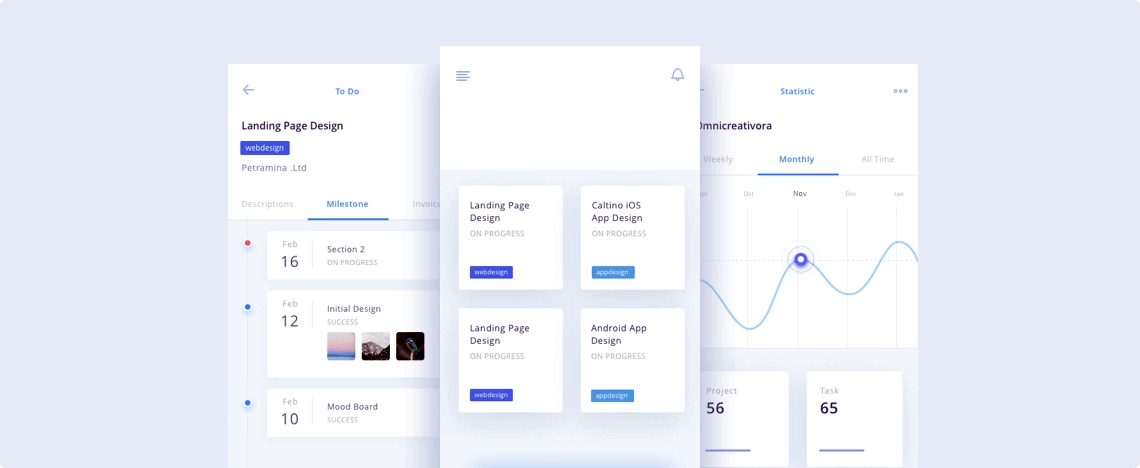 To Do
Landing Page Design
webdesign
Petramina .Ltd
Descriptions
Milestone
Feb
16
Section 2
ON PROGRESS
Feb
12
Initial Design
SUCCESS
Feb
10
Mood Board
SUCCESS
Landing Page
Design
ON PROGRESS
webdesign
Caltino iOS
App Design
ON PROGRESS
appdesign
Landing Page
Design
ON PROGRESS
webdesign
Android App
Design
ON PROGRESS
appdesign
Statistic
Omnicreativora
Weekly
Monthly
All Time
Oct
Nov
Dec
Jan
Project
56
Task
65